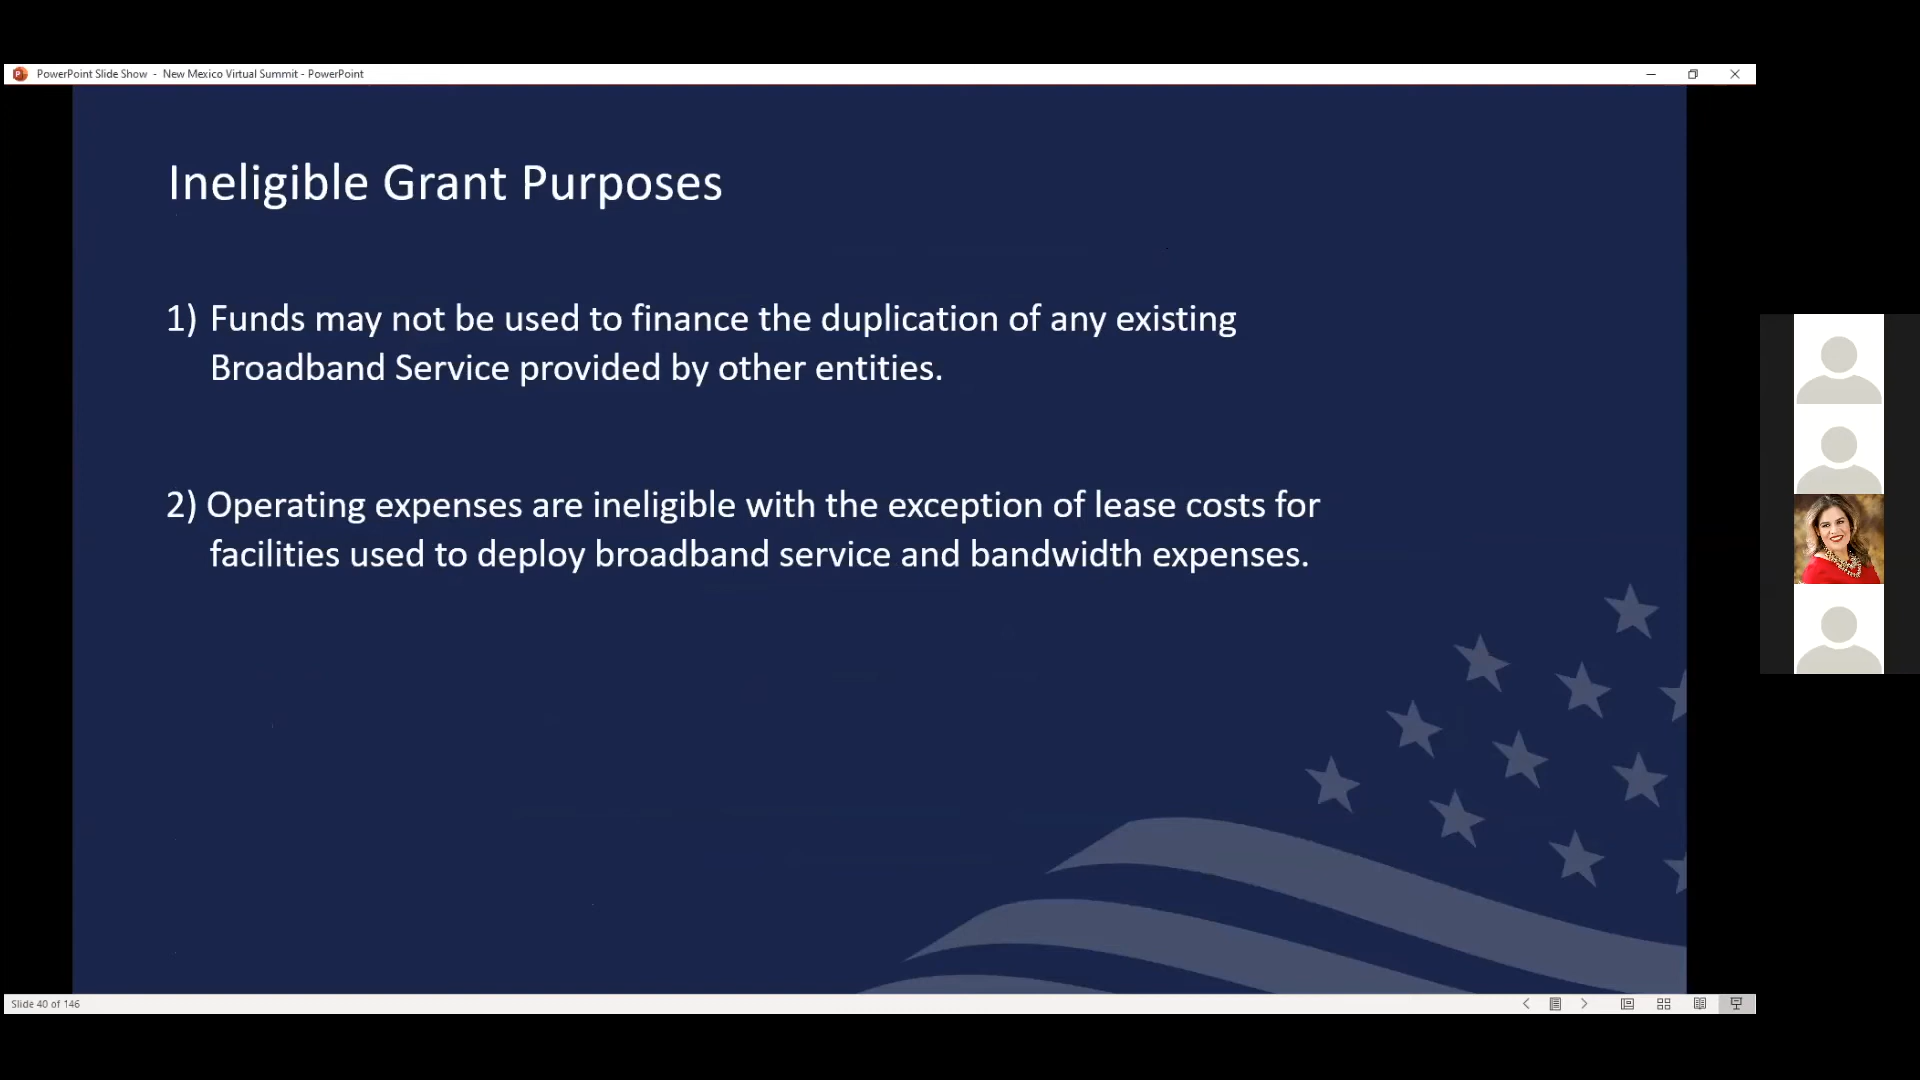 PowerPoint Slide Show - New Mexico Virtual Summit - PowerPoint
Ineligible Grant Purposes
1) Funds may not be used to finance the duplication of any existing
Broadband Service provided by other entities.
2) Operating expenses are ineligible with the exception of lease costs for
facilities used to deploy broadband service and bandwidth expenses.
Slide 40 of 146